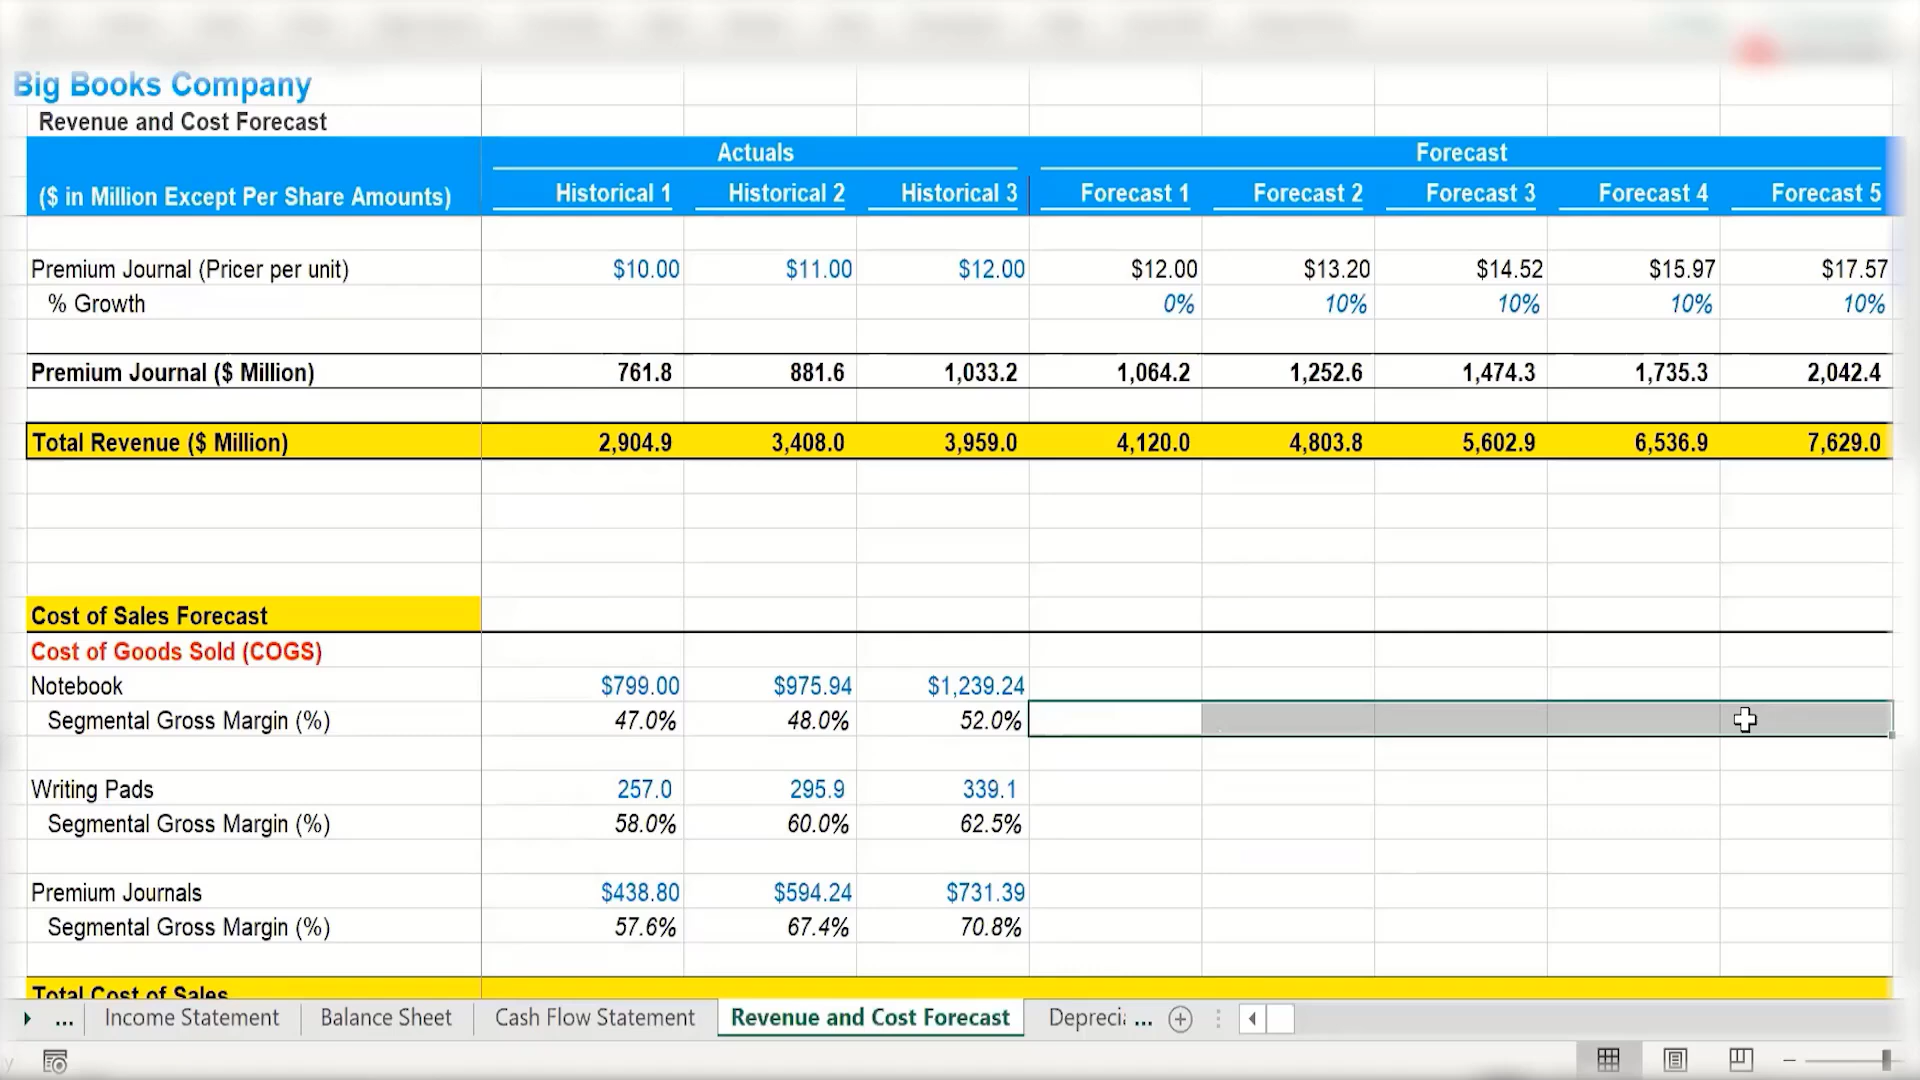 Big Books Company
Revenue and Cost Forecast
Actuals Forecast
($ in Million Except Per Share Amounts) Historical 1 Historical 2 Historical 3 Forecast 1 Forecast 2 Forecast 3 Forecast 4 Forecast 5
Premium Journal (Pricer per unit) $10.00 $11.00 $12.00 $12.00 $13.20 $14.52 $15.97 $17.57
% Growth 0% 10% 10% 10% 10%
Premium Journal ($ Million) 761.8 881.6 1,033.2 1,064.2 1,252.6 1,474.3 1,735.3 2,042.4
Total Revenue ($ Million) 2,904.9 3,408.0 3,959.0 4,120.0 4,803.8 5,602.9 6,536.9 7,629.0
Cost of Sales Forecast
Cost of Goods Sold (COGS)
Notebook $799.00 $975.94 $1,239.24
Segmental Gross Margin (%) 47.0% 48.0% 52.0%
Writing Pads 257.0 295.9 339.1
Segmental Gross Margin (%) 58.0% 60.0% 62.5%
Premium Journals $438.80 $594.24 $731.39
Segmental Gross Margin (%) 57.6% 67.4% 70.8%
Total Cost of Sales
... Income Statement Balance Sheet Cash Flow Statement Revenue and Cost Forecast Depreci ...